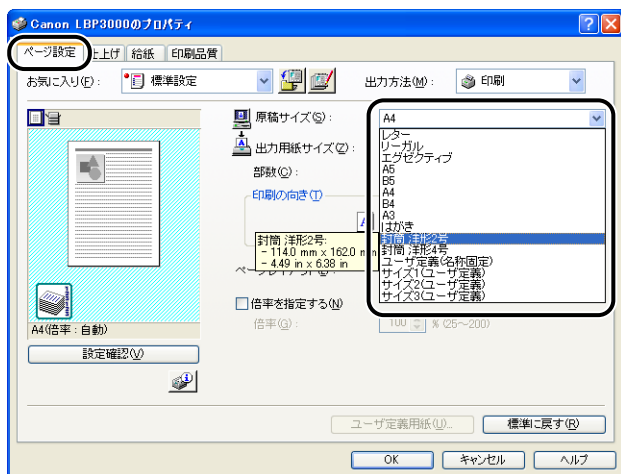 Canon LBP3000のプロパティ
ページ設定 仕上げ 給紙 印刷品質
お気に入り(F): 標準設定 出力方法(M): 印刷
原稿サイズ(S): A4
出力用紙サイズ(Z):
部数(C):
印刷の向き(T)
レター
リーガル
エグゼクティブ
A5
B5
A4
B4
A3
はがき
封筒 洋形2号
封筒 洋形4号
ユーザ定義(名称固定)
サイズ1(ユーザ定義)
サイズ2(ユーザ定義)
サイズ3(ユーザ定義)
A
封筒 洋形2号:
- 114.0 mm x 162.0 mm
- 4.49 in x 6.38 in
倍率を指定する(N)
倍率(G): 100 % (25~200)
A4(倍率:自動)
設定確認(V)
ユーザ定義用紙(U)... 標準に戻す(R)
OK キャンセル ヘルプ